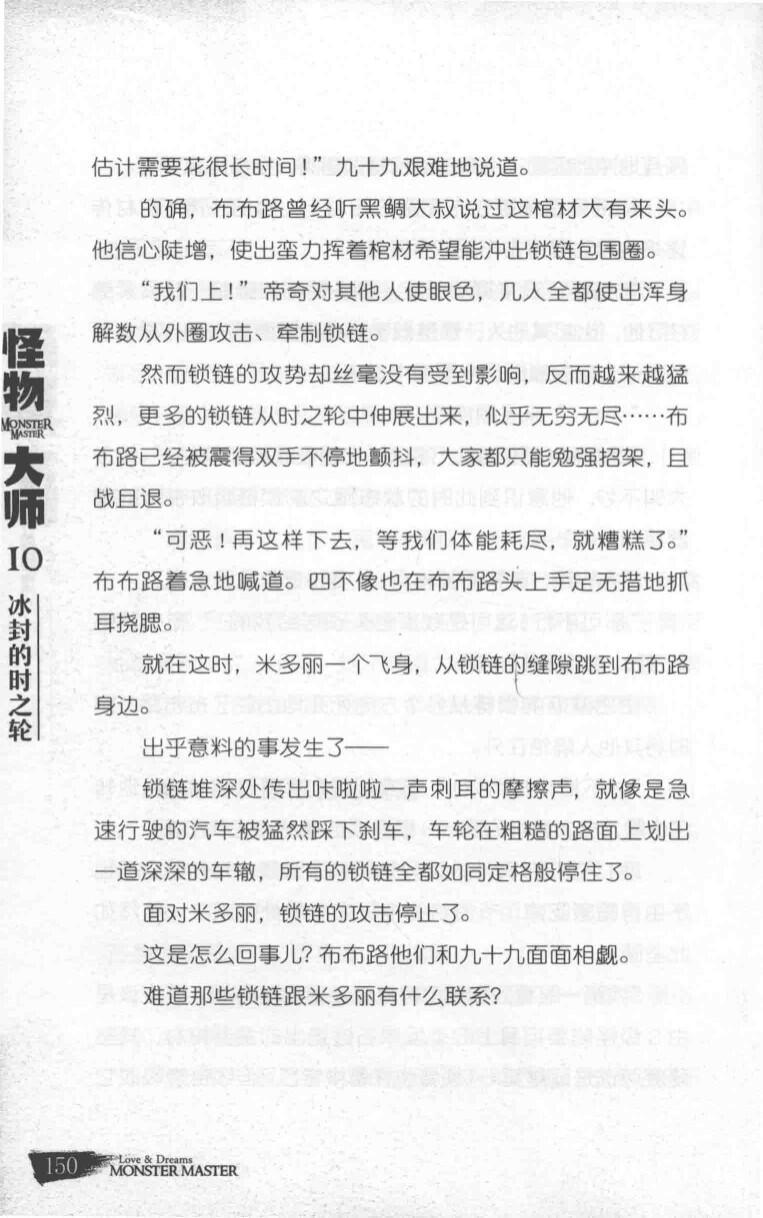 估计需要花很长时间！”九十九艰难地说道。
的确，布布路曾经听黑鲷大叔说过这棺材大有来头。
他信心陡增，使出蛮力挥着棺材希望能冲出锁链包围圈。
“我们上！”帝奇对其他人使眼色，几人全都使出浑身
解数从外圈攻击、牵制锁链。
然而锁链的攻势却丝毫没有受到影响，反而越来越猛
烈，更多的锁链从时之轮中伸展出来，似乎无穷无尽……布
布路已经被震得双手不停地颤抖，大家都只能勉强招架，且
战且退。
“可恶！再这样下去，等我们体能耗尽，就糟糕了。”
布布路着急地喊道。四不像也在布布路头上手足无措地抓
耳挠腮。
就在这时，米多丽一个飞身，从锁链的缝隙跳到布布路
身边。
出乎意料的事发生了——
锁链堆深处传出咔啦啦一声刺耳的摩擦声，就像是急
速行驶的汽车被猛然踩下刹车，车轮在粗糙的路面上划出
一道深深的车辙，所有的锁链全都如同定格般停住了。
面对米多丽，锁链的攻击停止了。
这是怎么回事儿？布布路他们和九十九面面相觑。
难道那些锁链跟米多丽有什么联系？
怪物
MONSTER
MASTER
大师
10
冰封的时之轮
150
Love & Dreams
MONSTER MASTER